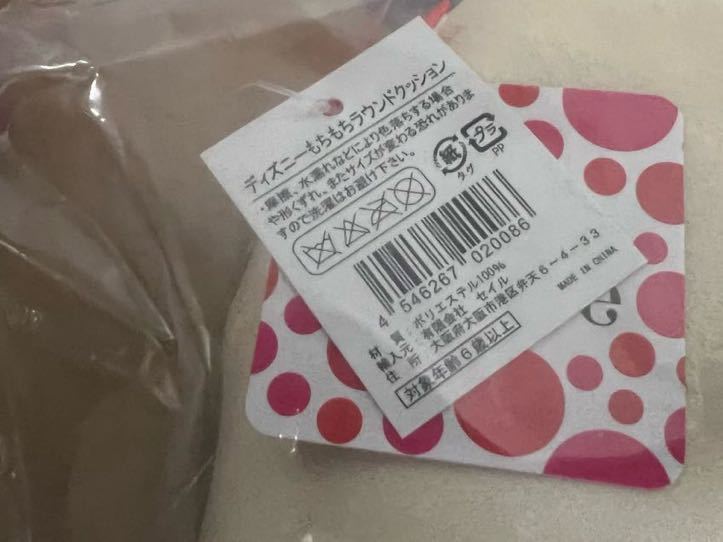 ディズニーもちもちラウンドクッション
・摩擦、水濡れなどにより色落ちする場合
や形くずれ、またサイズが変わる恐れがありま
すので洗濯はお避け下さい。
紙
タグ
プラ
PP
4 546267 020086
材 質 ポリエステル100%
輸入元 有限会社 セイル
住 所 大阪府大阪市港区弁天6-4-33
MADE IN CHINA
対象年齢6歳以上